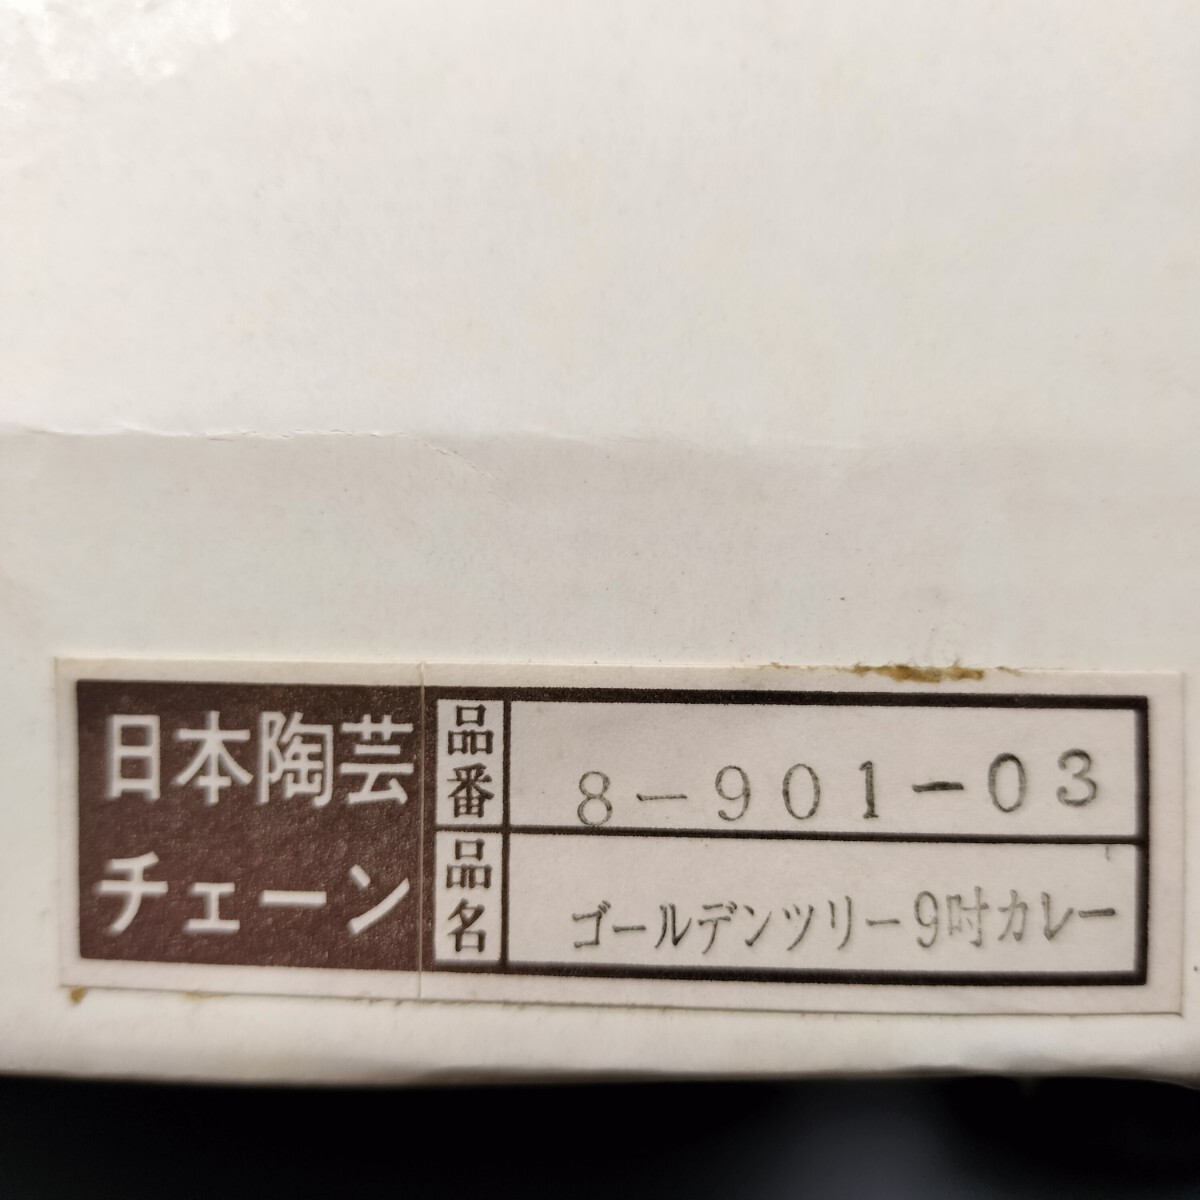 日本陶芸
チェーン
品番 8-901-03
品名 ゴールデンツリー9吋カレー